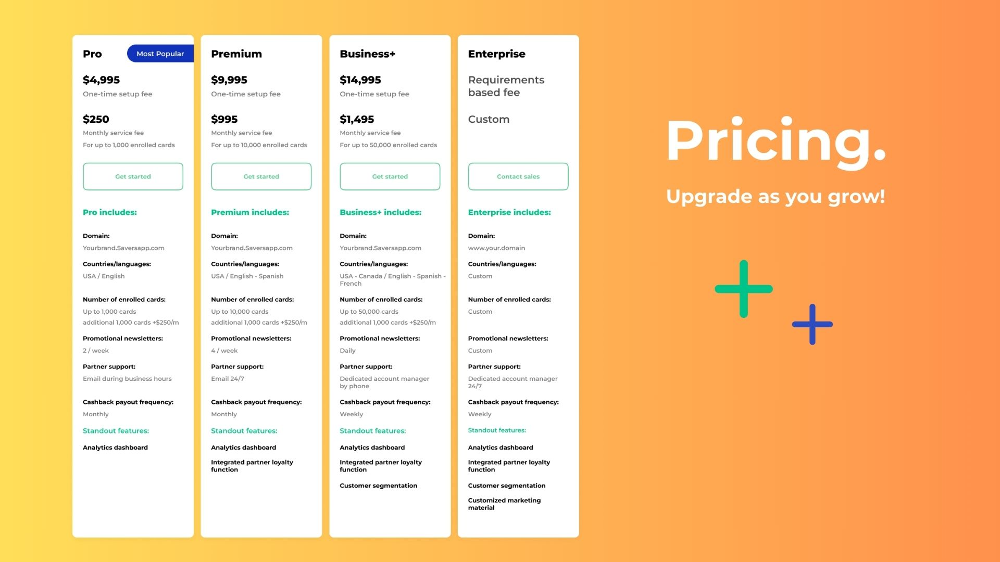 Pro
Most Popular
$4,995
One-time setup fee
$250
Monthly service fee
For up to 1,000 enrolled cards
Get started
Pro includes:
Domain:
Yourbrand.Saversapp.com
Countries/languages:
USA / English
Number of enrolled cards:
Up to 1,000 cards
additional 1,000 cards +$250/m
Promotional newsletters:
2 / week
Partner support:
Email during business hours
Cashback payout frequency:
Monthly
Standout features:
Analytics dashboard
Premium
$9,995
One-time setup fee
$995
Monthly service fee
For up to 10,000 enrolled cards
Get started
Premium includes:
Domain:
Yourbrand.Saversapp.com
Countries/languages:
USA / English - Spanish
Number of enrolled cards:
Up to 10,000 cards
additional 1,000 cards +$250/m
Promotional newsletters:
4 / week
Partner support:
Email 24/7
Cashback payout frequency:
Monthly
Standout features:
Analytics dashboard
Integrated partner loyalty
function
Business+
$14,995
One-time setup fee
$1,495
Monthly service fee
For up to 50,000 enrolled cards
Get started
Business+ includes:
Domain:
Yourbrand.Saversapp.com
Countries/languages:
USA - Canada / English - Spanish -
French
Number of enrolled cards:
Up to 50,000 cards
additional 1,000 cards +$250/m
Promotional newsletters:
Daily
Partner support:
Dedicated account manager
by phone
Cashback payout frequency:
Weekly
Standout features:
Analytics dashboard
Integrated partner loyalty
function
Customer segmentation
Enterprise
Requirements
based fee
Custom
Contact sales
Enterprise includes:
Domain:
www.your.domain
Countries/languages:
Custom
Number of enrolled cards:
Custom
Promotional newsletters:
Custom
Partner support:
Dedicated account manager
24/7
Cashback payout frequency:
Weekly
Standout features:
Analytics dashboard
Integrated partner loyalty
function
Customer segmentation
Customized marketing
material
Pricing.
Upgrade as you grow!